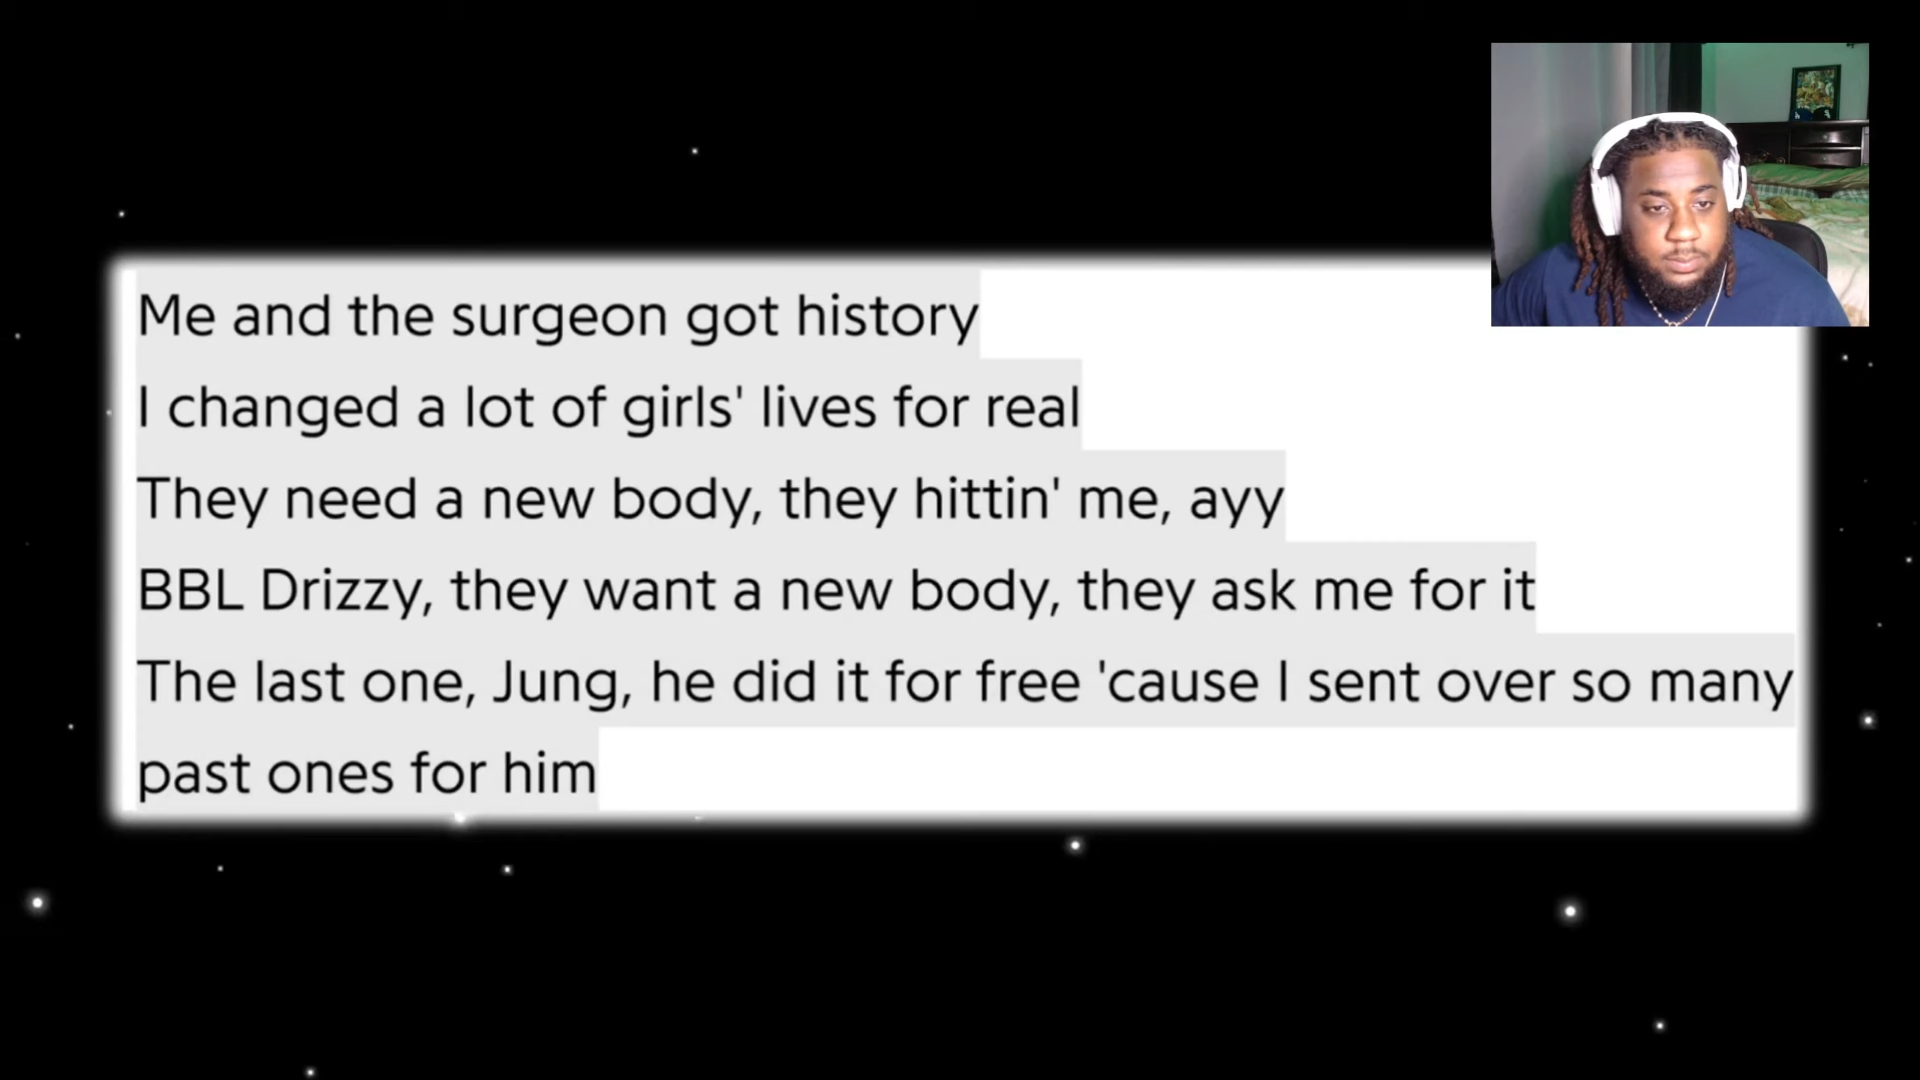 Me and the surgeon got history
I changed a lot of girls' lives for real
They need a new body, they hittin' me, ayy
BBL Drizzy, they want a new body, they ask me for it
The last one, Jung, he did it for free 'cause I sent over so many
past ones for him